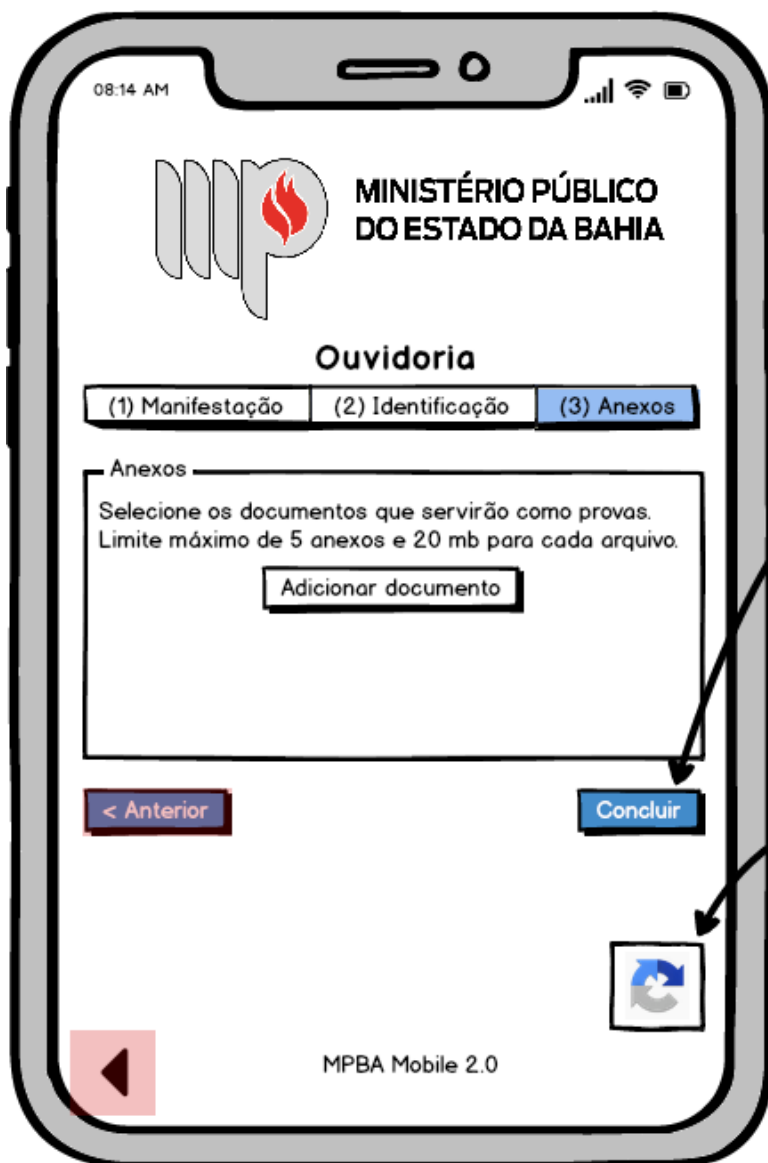 08:14 AM
MINISTÉRIO PÚBLICO
DO ESTADO DA BAHIA
Ouvidoria
(1) Manifestação (2) Identificação (3) Anexos
Anexos
Selecione os documentos que servirão como provas.
Limite máximo de 5 anexos e 20 mb para cada arquivo.
Adicionar documento
< Anterior Concluir
MPBA Mobile 2.0